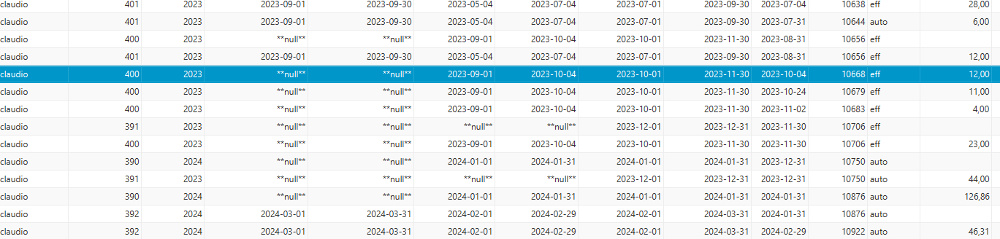 claudio 401 2023 2023-09-01 2023-09-30 2023-05-04 2023-07-04 2023-07-01 2023-09-30 2023-07-04 10638 eff 28,00
claudio 401 2023 2023-09-01 2023-09-30 2023-05-04 2023-07-04 2023-07-01 2023-09-30 2023-07-31 10644 auto 6,00
claudio 400 2023 **null** **null** 2023-09-01 2023-10-04 2023-10-01 2023-11-30 2023-08-31 10656 eff
claudio 401 2023 2023-09-01 2023-09-30 2023-05-04 2023-07-04 2023-07-01 2023-09-30 2023-08-31 10656 eff 12,00
claudio 400 2023 **null** **null** 2023-09-01 2023-10-04 2023-10-01 2023-11-30 2023-10-04 10668 eff 12,00
claudio 400 2023 **null** **null** 2023-09-01 2023-10-04 2023-10-01 2023-11-30 2023-10-24 10679 eff 11,00
claudio 400 2023 **null** **null** 2023-09-01 2023-10-04 2023-10-01 2023-11-30 2023-11-02 10683 eff 4,00
claudio 391 2023 **null** **null** **null** **null** 2023-12-01 2023-12-31 2023-11-30 10706 eff
claudio 400 2023 **null** **null** 2023-09-01 2023-10-04 2023-10-01 2023-11-30 2023-11-30 10706 eff 23,00
claudio 390 2024 **null** **null** 2024-01-01 2024-01-31 2024-01-01 2024-01-31 2023-12-31 10750 auto
claudio 391 2023 **null** **null** **null** **null** 2023-12-01 2023-12-31 2023-12-31 10750 auto 44,00
claudio 390 2024 **null** **null** 2024-01-01 2024-01-31 2024-01-01 2024-01-31 2024-01-31 10876 auto 126,86
claudio 392 2024 2024-03-01 2024-03-31 2024-02-01 2024-02-29 2024-02-01 2024-03-31 2024-01-31 10876 auto
claudio 392 2024 2024-03-01 2024-03-31 2024-02-01 2024-02-29 2024-02-01 2024-03-31 2024-02-29 10922 auto 46,31